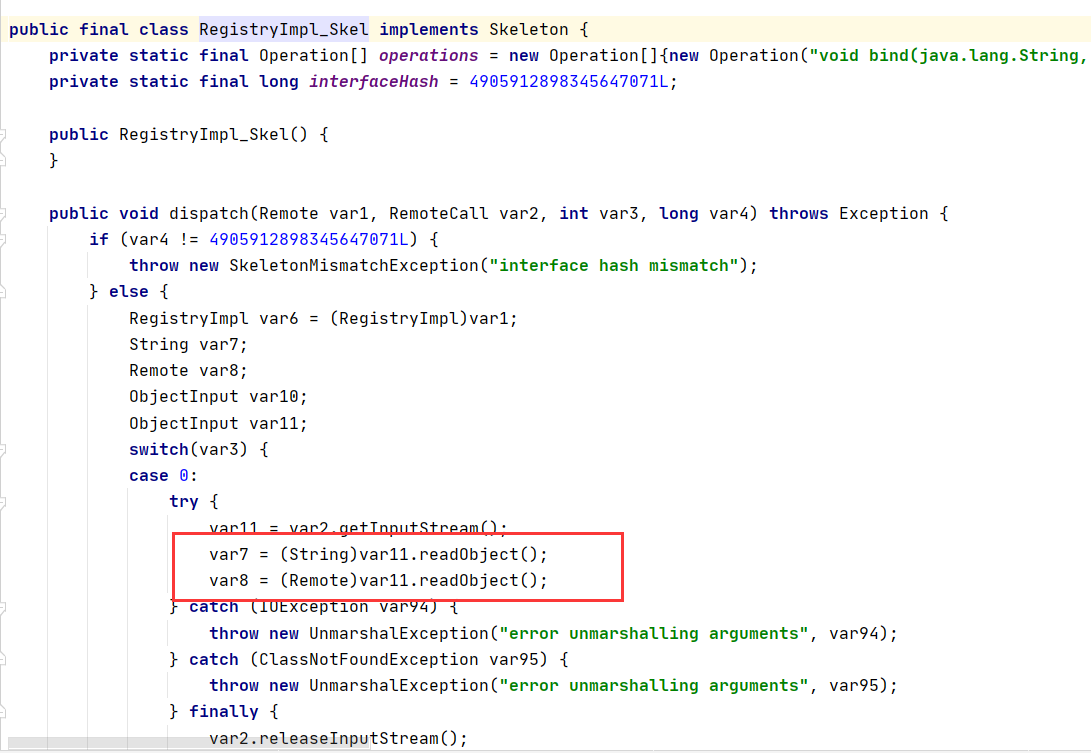 public final class RegistryImpl_Skel implements Skeleton {
    private static final Operation[] operations = new Operation[]{new Operation("void bind(java.lang.String,
    private static final long interfaceHash = 4905912898345647071L;
    public RegistryImpl_Skel() {
    }
    public void dispatch(Remote var1, RemoteCall var2, int var3, long var4) throws Exception {
        if (var4 != 4905912898345647071L) {
            throw new SkeletonMismatchException("interface hash mismatch");
        } else {
            RegistryImpl var6 = (RegistryImpl)var1;
            String var7;
            Remote var8;
            ObjectInput var10;
            ObjectInput var11;
            switch(var3) {
            case 0:
                try {
                    var11 = var2.getInputStream();
                    var7 = (String)var11.readObject();
                    var8 = (Remote)var11.readObject();
                } catch (IOException var94) {
                    throw new UnmarshalException("error unmarshalling arguments", var94);
                } catch (ClassNotFoundException var95) {
                    throw new UnmarshalException("error unmarshalling arguments", var95);
                } finally {
                    var2.releaseInputStream();